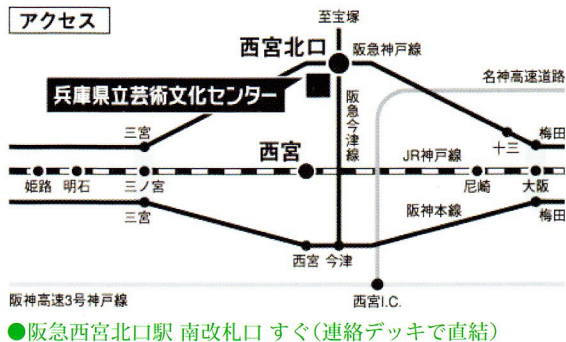 アクセス
至宝塚
西宮北口
阪急神戸線
名神高速道路
兵庫県立芸術文化センター
阪急今津線
三宮
西宮
JR神戸線
十三
梅田
姫路
明石
三ノ宮
尼崎
大阪
三宮
阪神本線
梅田
西宮
今津
阪神高速3号神戸線
西宮I.C.
●阪急西宮北口駅 南改札口 すぐ（連絡デッキで直結）